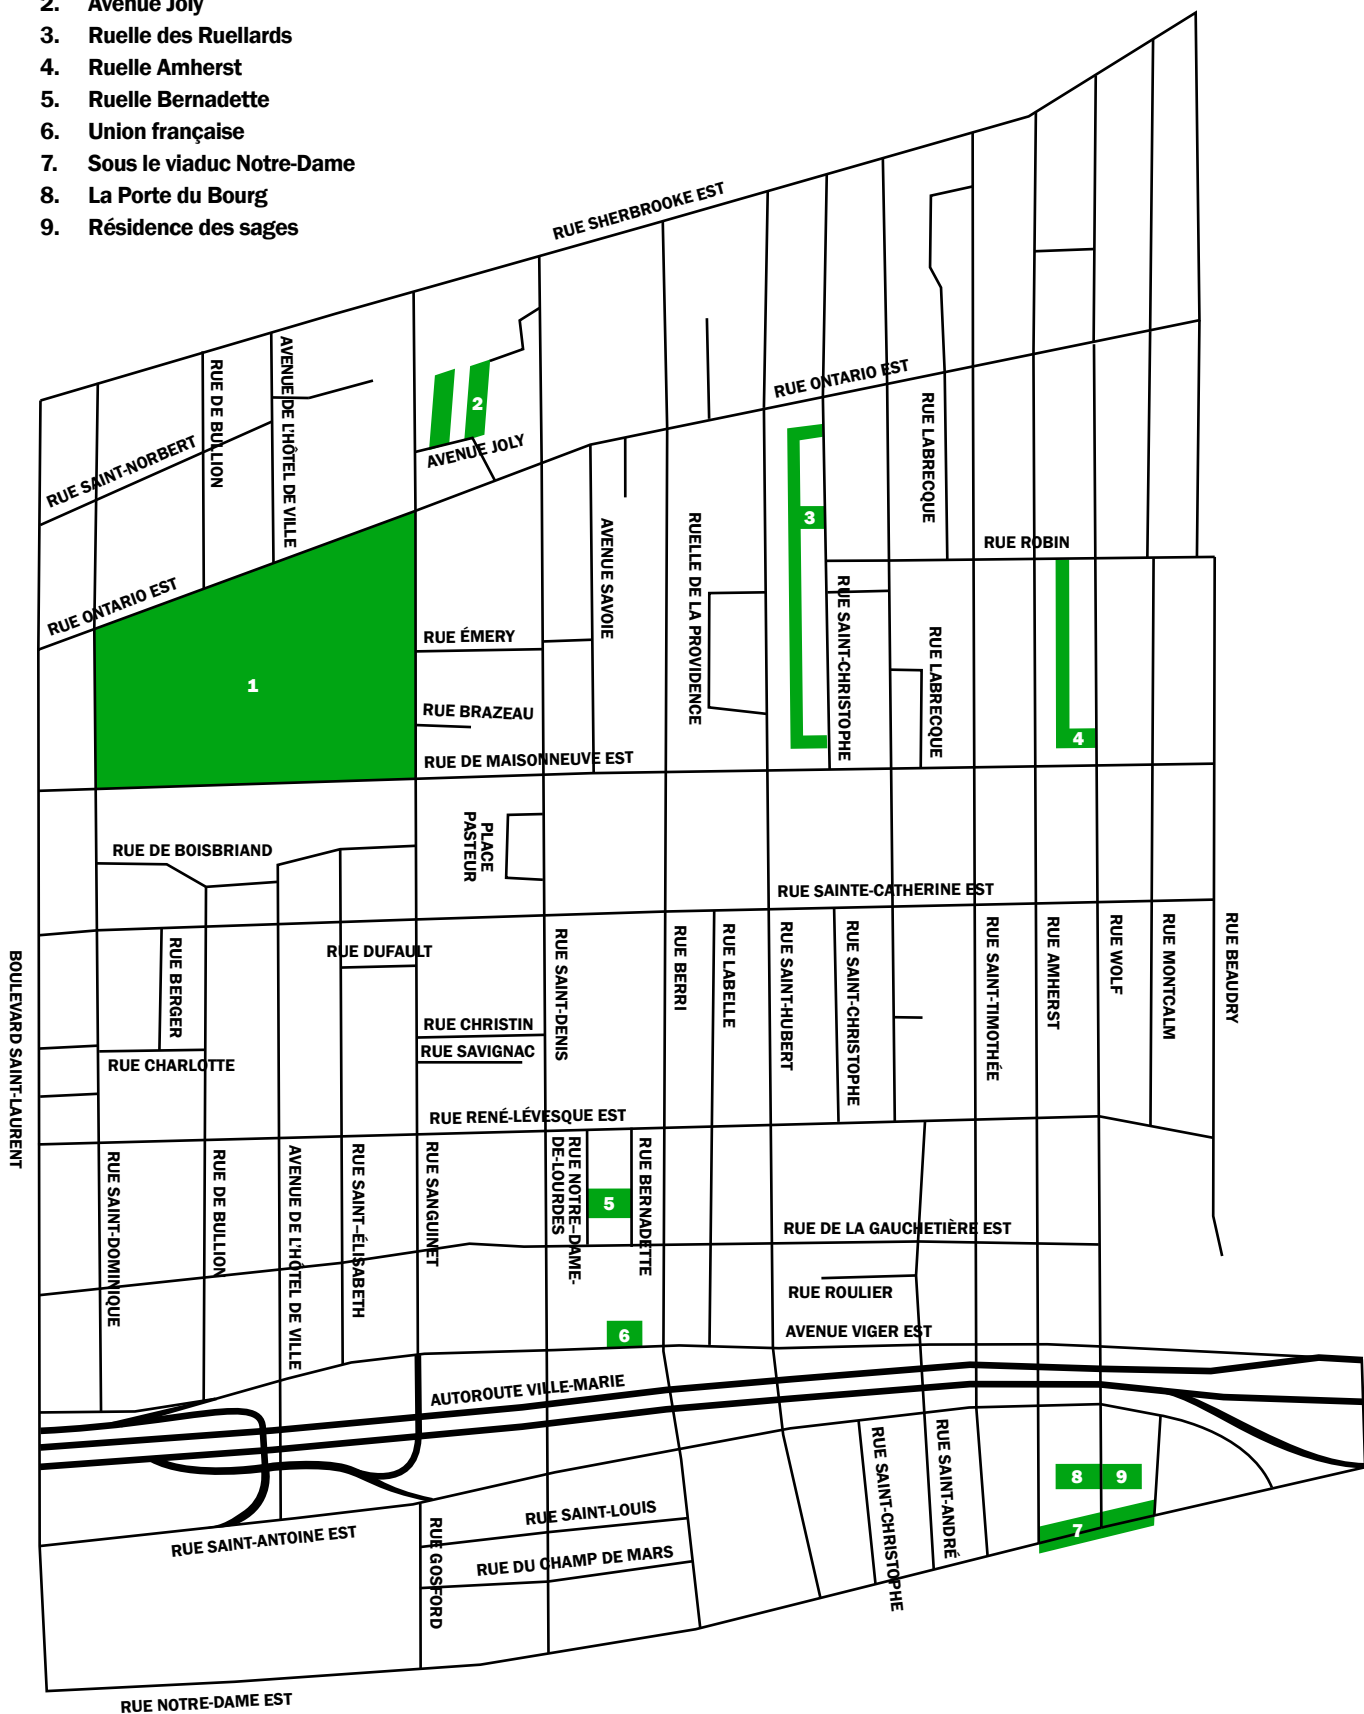 2. Avenue Joly
3. Ruelle des Ruellards
4. Ruelle Amherst
5. Ruelle Bernadette
6. Union française
7. Sous le viaduc Notre-Dame
8. La Porte du Bourg
9. Résidence des sages
RUE SHERBROOKE EST
RUE DE BULLION
AVENUE DE L'HÔTEL DE VILLE
RUE SAINT-NORBERT
2
AVENUE JOLY
RUE ONTARIO EST
RUE LABRECQUE
3
RUE ROBIN
RUE ONTARIO EST
1
RUE ÉMERY
AVENUE SAVOIE
RUELLE DE LA PROVIDENCE
RUE SAINT-CHRISTOPHE
RUE LABRECQUE
4
RUE BRAZEAU
RUE DE MAISONNEUVE EST
PLACE
PASTEUR
RUE DE BOISBRIAND
RUE SAINTE-CATHERINE EST
BOULEVARD SAINT-LAURENT
RUE BERGER
RUE DUFAULT
RUE SAINT-DENIS
RUE BERRI
RUE LABELLE
RUE SAINT-HUBERT
RUE SAINT-CHRISTOPHE
RUE SAINT-TIMOTHÉE
RUE AMHERST
RUE WOLF
RUE MONTCALM
RUE BEAUDRY
RUE CHRISTIN
RUE SAVIGNAC
RUE CHARLOTTE
RUE RENÉ-LÉVESQUE EST
RUE SAINT-DOMINIQUE
RUE DE BULLION
AVENUE DE L'HÔTEL DE VILLE
RUE SAINT–ÉLISABETH
RUE SANGUINET
RUE NOTRE–DAME-
DE-LOURDES
5
RUE BERNADETTE
RUE DE LA GAUCHETIÈRE EST
RUE ROULIER
6
AVENUE VIGER EST
AUTOROUTE VILLE-MARIE
RUE SAINT-CHRISTOPHE
RUE SAINT-ANDRÉ
8
9
7
RUE SAINT-ANTOINE EST
RUE GOSFORD
RUE SAINT-LOUIS
RUE DU CHAMP DE MARS
RUE NOTRE-DAME EST